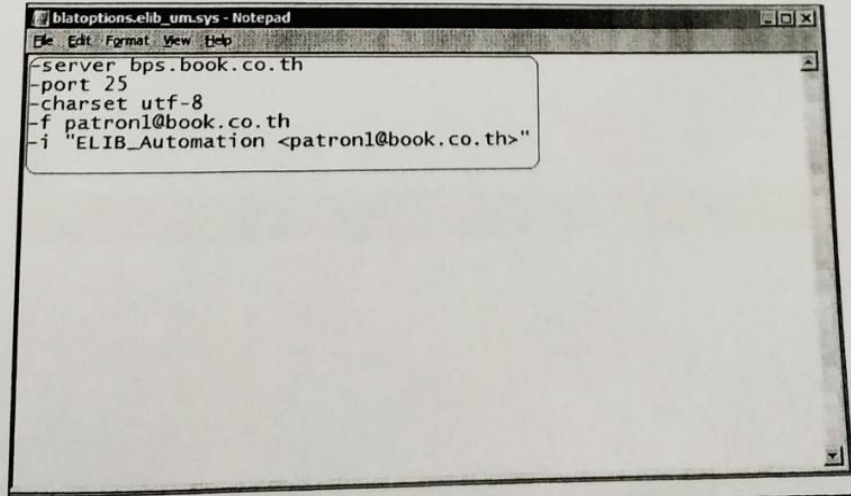 blatoptions.elib_um.sys - Notepad
File Edit Format View Help
-server bps.book.co.th
-port 25
-charset utf-8
-f patron1@book.co.th
-i "ELIB_Automation <patron1@book.co.th>"